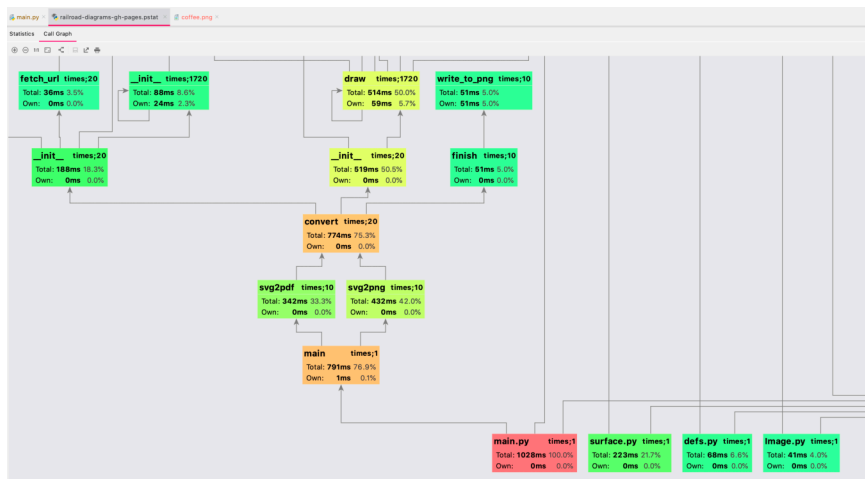 main.py
railroad-diagrams-gh-pages.pstat
coffee.png
Statistics Call Graph
fetch_url times;20
Total: 36ms 3.5%
Own: 0ms 0.0%
__init__ times;1720
Total: 88ms 8.6%
Own: 24ms 2.3%
draw times;1720
Total: 514ms 50.0%
Own: 59ms 5.7%
write_to_png times;10
Total: 51ms 5.0%
Own: 51ms 5.0%
__init__ times;20
Total: 188ms 18.3%
Own: 0ms 0.0%
__init__ times;20
Total: 519ms 50.5%
Own: 0ms 0.0%
finish times;10
Total: 51ms 5.0%
Own: 0ms 0.0%
convert times;20
Total: 774ms 75.3%
Own: 0ms 0.0%
svg2pdf times;10
Total: 342ms 33.3%
Own: 0ms 0.0%
svg2png times;10
Total: 432ms 42.0%
Own: 0ms 0.0%
main times;1
Total: 791ms 76.9%
Own: 1ms 0.1%
main.py times;1
Total: 1028ms 100.0%
Own: 0ms 0.0%
surface.py times;1
Total: 223ms 21.7%
Own: 0ms 0.0%
defs.py times;1
Total: 68ms 6.6%
Own: 0ms 0.0%
image.py times;1
Total: 41ms 4.0%
Own: 0ms 0.0%